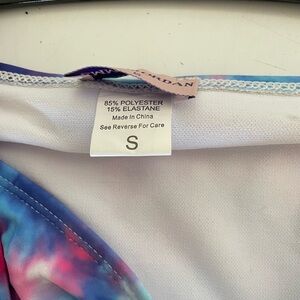 85% POLYESTER
15% ELASTANE
Made In China
See Reverse For Care
S